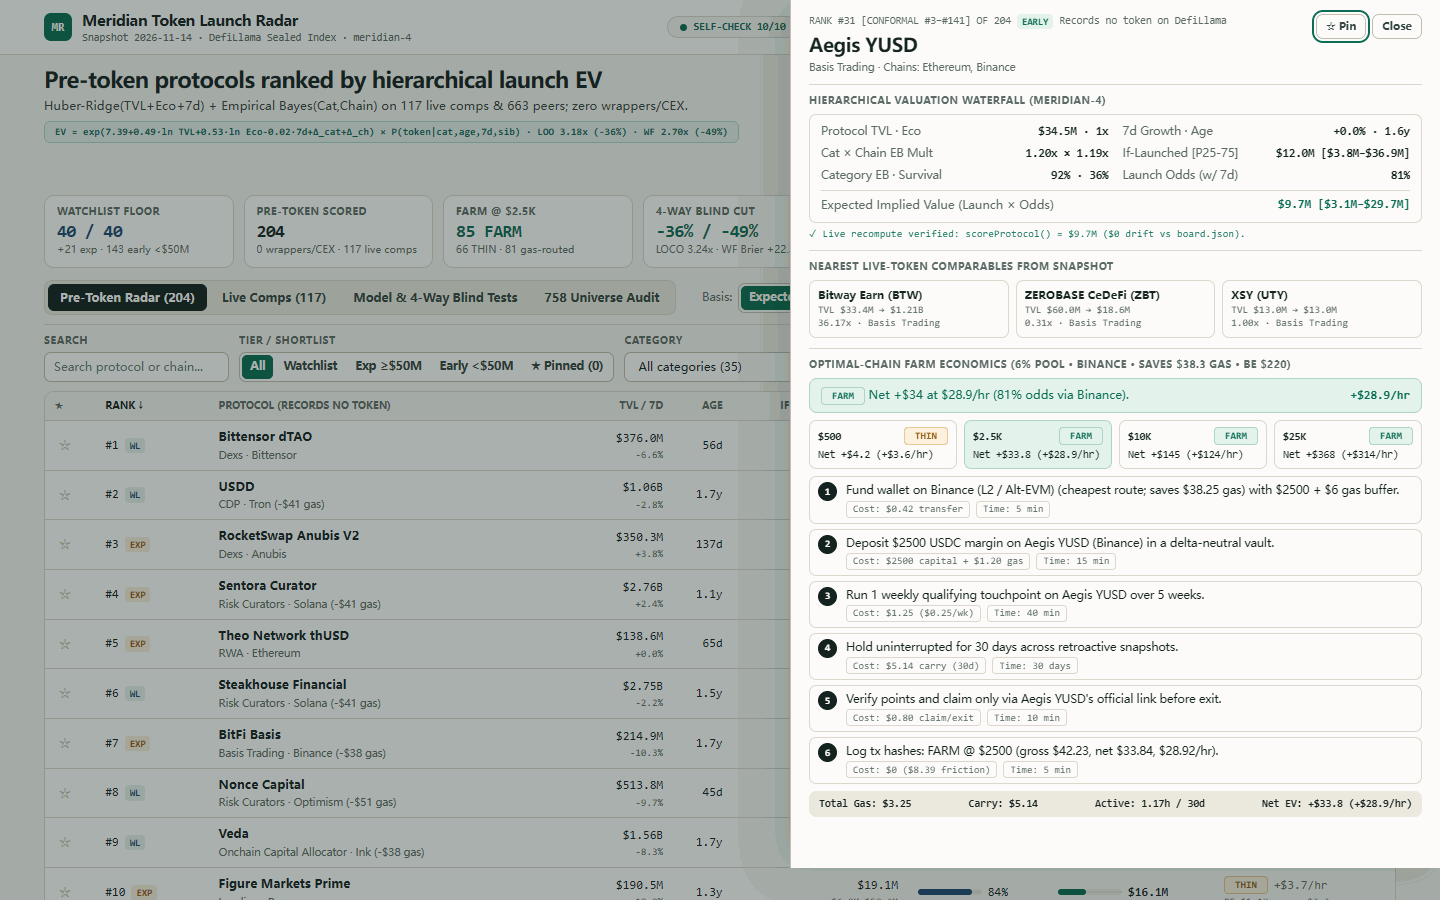 MR
Meridian Token Launch Radar
Snapshot 2026-11-14 · DefiLlama Sealed Index · meridian-4
SELF-CHECK 10/10
Pre-token protocols ranked by hierarchical launch EV
Huber-Ridge(TVL+Eco+7d) + Empirical Bayes(Cat,Chain) on 117 live comps & 663 peers; zero wrappers/CEX.
EV = exp(7.39+0.49·ln TVL+0.53·ln Eco-0.02·7d+Δ_cat+Δ_ch) × P(token|cat,age,7d,sib) · LOO 3.18x (-36%) · WF 2.70x (-49%)
WATCHLIST FLOOR
40 / 40
+21 exp · 143 early <$50M
PRE-TOKEN SCORED
204
0 wrappers/CEX · 117 live comps
FARM @ $2.5K
85 FARM
66 THIN · 81 gas-routed
4-WAY BLIND CUT
-36% / -49%
LOCO 3.24x · WF Brier +22.
Pre-Token Radar (204)
Live Comps (117)
Model & 4-Way Blind Tests
758 Universe Audit
Basis:
Expect
SEARCH
Search protocol or chain...
TIER / SHORTLIST
All
Watchlist
Exp ≥$50M
Early <$50M
★ Pinned (0)
CATEGORY
All categories (35)
★ RANK ↓ PROTOCOL (RECORDS NO TOKEN) TVL / 7D AGE IF
☆ #1 WL Bittensor dTAO $376.0M 56d
Dexs · Bittensor -6.6%
☆ #2 WL USDD $1.06B 1.7y
CDP · Tron (-$41 gas) -2.8%
☆ #3 EXP RocketSwap Anubis V2 $350.3M 137d
Dexs · Anubis +3.8%
☆ #4 EXP Sentora Curator $2.76B 1.1y
Risk Curators · Solana (-$41 gas) +2.4%
☆ #5 EXP Theo Network thUSD $138.6M 65d
RWA · Ethereum +0.0%
☆ #6 WL Steakhouse Financial $2.75B 1.5y
Risk Curators · Solana (-$41 gas) -2.2%
☆ #7 EXP BitFi Basis $214.9M 1.7y
Basis Trading · Binance (-$38 gas) -10.3%
☆ #8 WL Nonce Capital $513.8M 45d
Risk Curators · Optimism (-$51 gas) -9.7%
☆ #9 WL Veda $1.56B 1.7y
Onchain Capital Allocator · Ink (-$38 gas) -8.3%
☆ #10 EXP Figure Markets Prime $190.5M 1.3y $19.1M 84% $16.1M THIN +$3.7/hr
RANK #31 [CONFORMAL #3–#141] OF 204 EARLY Records no token on DefiLlama
☆ Pin
Close
Aegis YUSD
Basis Trading · Chains: Ethereum, Binance
HIERARCHICAL VALUATION WATERFALL (MERIDIAN-4)
Protocol TVL · Eco $34.5M · 1x 7d Growth · Age +0.0% · 1.6y
Cat × Chain EB Mult 1.20x × 1.19x If-Launched [P25-75] $12.0M [$3.8M–$36.9M]
Category EB · Survival 92% · 36% Launch Odds (w/ 7d) 81%
Expected Implied Value (Launch × Odds) $9.7M [$3.1M–$29.7M]
✓ Live recompute verified: scoreProtocol() = $9.7M ($0 drift vs board.json).
NEAREST LIVE-TOKEN COMPARABLES FROM SNAPSHOT
Bitway Earn (BTW)
TVL $33.4M → $1.21B
36.17x · Basis Trading
ZEROBASE CeDeFi (ZBT)
TVL $60.0M → $18.6M
0.31x · Basis Trading
XSY (UTY)
TVL $13.0M → $13.0M
1.00x · Basis Trading
OPTIMAL-CHAIN FARM ECONOMICS (6% POOL • BINANCE • SAVES $38.3 GAS • BE $220)
FARM Net +$34 at $28.9/hr (81% odds via Binance). +$28.9/hr
$500 THIN
Net +$4.2 (+$3.6/hr)
$2.5K FARM
Net +$33.8 (+$28.9/hr)
$10K FARM
Net +$145 (+$124/hr)
$25K FARM
Net +$368 (+$314/hr)
1 Fund wallet on Binance (L2 / Alt-EVM) (cheapest route; saves $38.25 gas) with $2500 + $6 gas buffer.
Cost: $0.42 transfer Time: 5 min
2 Deposit $2500 USDC margin on Aegis YUSD (Binance) in a delta-neutral vault.
Cost: $2500 capital + $1.20 gas Time: 15 min
3 Run 1 weekly qualifying touchpoint on Aegis YUSD over 5 weeks.
Cost: $1.25 ($0.25/wk) Time: 40 min
4 Hold uninterrupted for 30 days across retroactive snapshots.
Cost: $5.14 carry (30d) Time: 30 days
5 Verify points and claim only via Aegis YUSD's official link before exit.
Cost: $0.80 claim/exit Time: 10 min
6 Log tx hashes: FARM @ $2500 (gross $42.23, net $33.84, $28.92/hr).
Cost: $0 ($8.39 friction) Time: 5 min
Total Gas: $3.25 Carry: $5.14 Active: 1.17h / 30d Net EV: +$33.8 (+$28.9/hr)